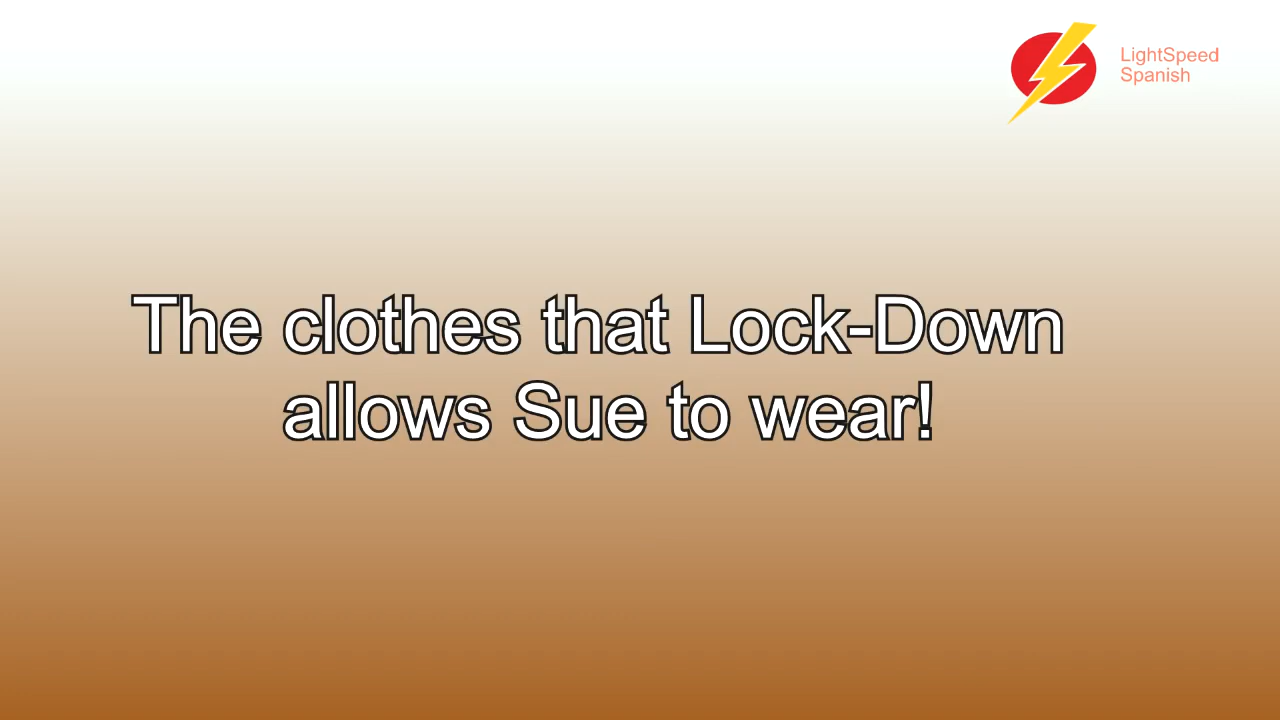 LightSpeed
Spanish
The clothes that Lock-Down
allows Sue to wear!